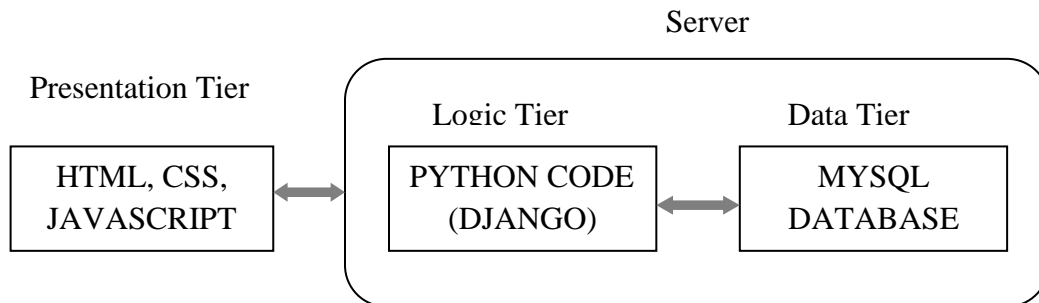 Server
Presentation Tier
Logic Tier
Data Tier
HTML, CSS,
JAVASCRIPT
PYTHON CODE
(DJANGO)
MYSQL
DATABASE